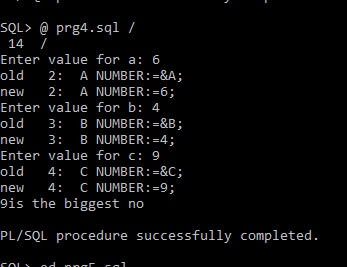 SQL> @ prg4.sql /
 14  /
Enter value for a: 6
old   2:  A NUMBER:=&A;
new   2:  A NUMBER:=6;
Enter value for b: 4
old   3:  B NUMBER:=&B;
new   3:  B NUMBER:=4;
Enter value for c: 9
old   4:  C NUMBER:=&C;
new   4:  C NUMBER:=9;
9is the biggest no
PL/SQL procedure successfully completed.
SQL> ed prg5.sql